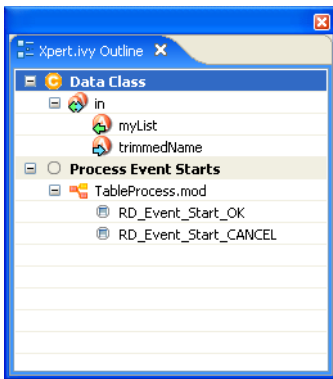 Xpert.ivy Outline
Data Class
in
myList
trimmedName
Process Event Starts
TableProcess.mod
RD_Event_Start_OK
RD_Event_Start_CANCEL